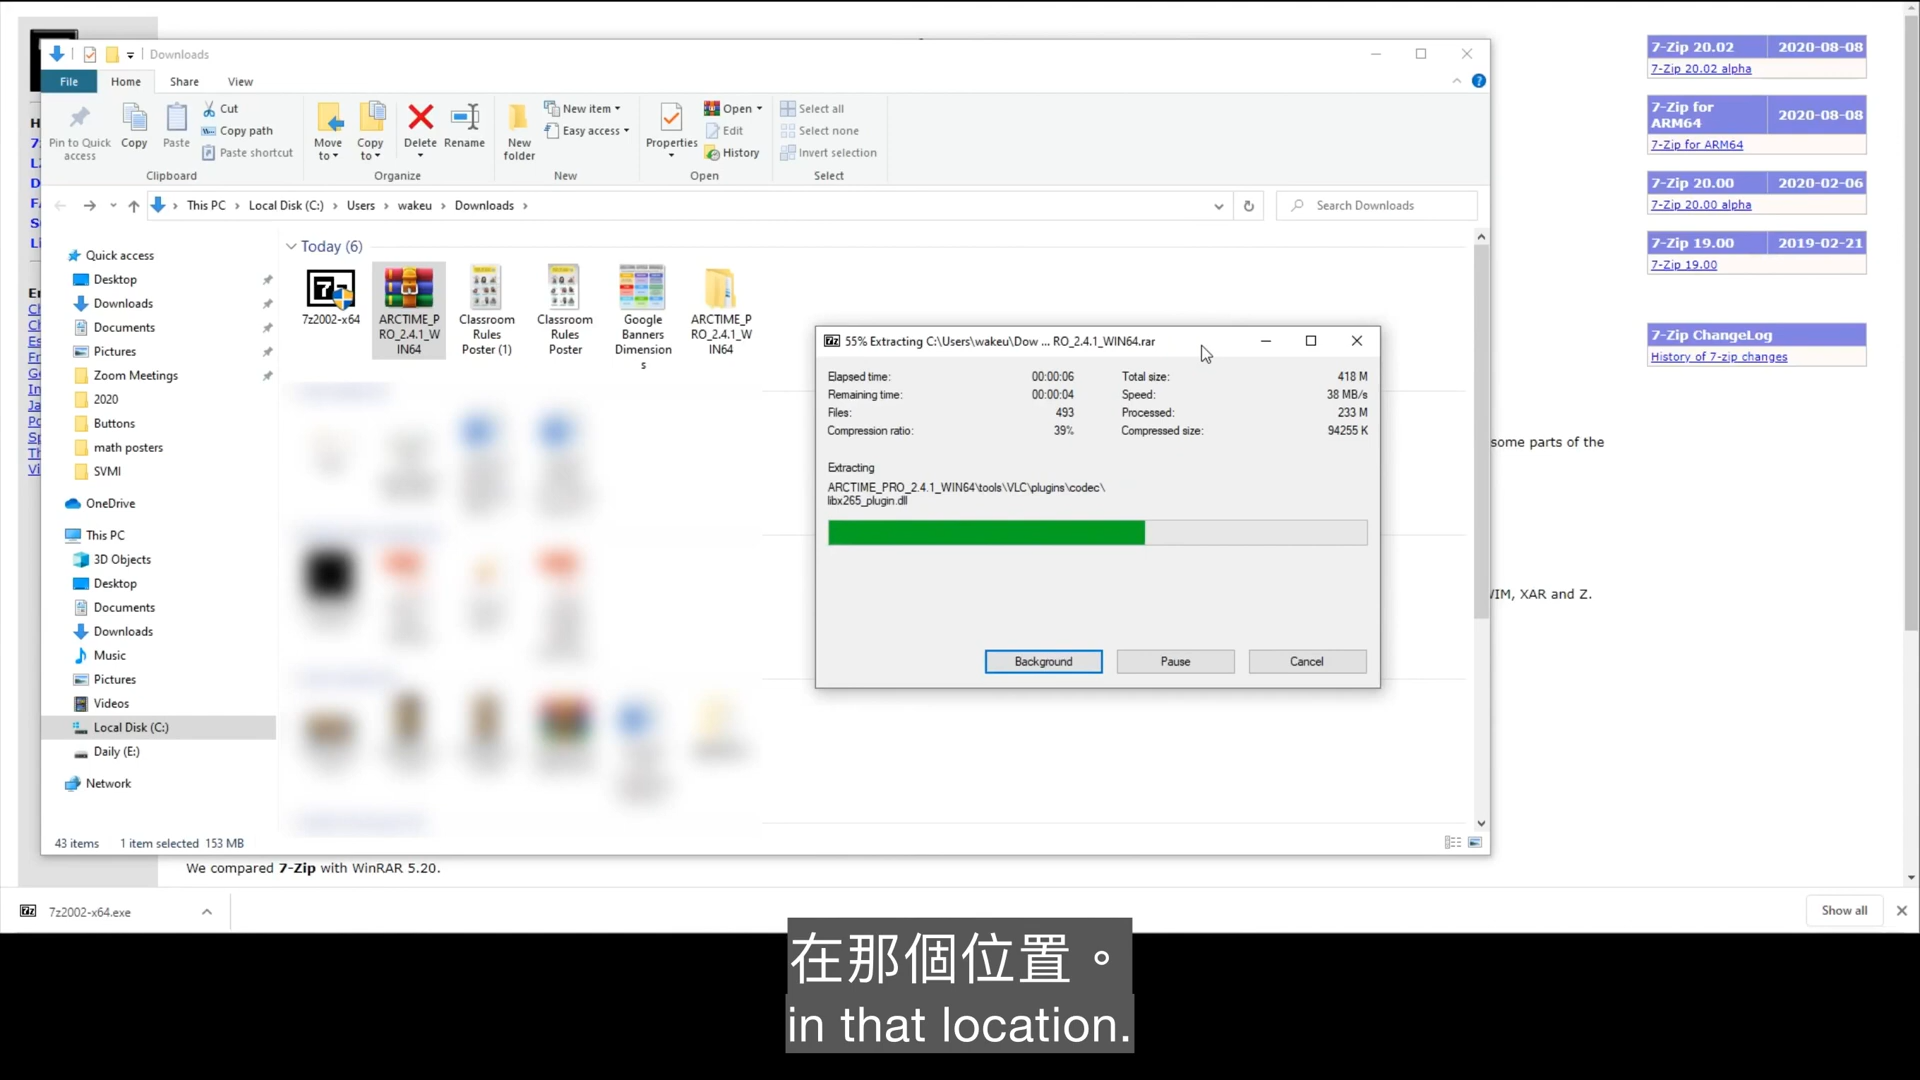 Downloads
File Home Share View
Pin to Quick access
Copy
Paste
Cut
Copy path
Paste shortcut
Clipboard
Move to
Copy to
Delete
Rename
Organize
New folder
New item
Easy access
New
Properties
Open
Edit
History
Open
Select all
Select none
Invert selection
Select
This PC > Local Disk (C:) > Users > wakeu > Downloads >
Search Downloads
Quick access
Desktop
Downloads
Documents
Pictures
Zoom Meetings
2020
Buttons
math posters
SVMI
OneDrive
This PC
3D Objects
Desktop
Documents
Downloads
Music
Pictures
Videos
Local Disk (C:)
Daily (E:)
Network
Today (6)
7z2002-x64
ARCTIME_P
RO_2.4.1_W
IN64
Classroom
Rules
Poster (1)
Classroom
Rules
Poster
Google
Banners
Dimension
s
ARCTIME_P
RO_2.4.1_W
IN64
43 items 1 item selected 153 MB
55% Extracting C:\Users\wakeu\Dow ... RO_2.4.1_WIN64.rar
Elapsed time: 00:00:06 Total size: 418 M
Remaining time: 00:00:04 Speed: 38 MB/s
Files: 493 Processed: 233 M
Compression ratio: 39% Compressed size: 94255 K
Extracting
ARCTIME_PRO_2.4.1_WIN64\tools\VLC\plugins\codec\
libx265_plugin.dll
Background Pause Cancel
7-Zip 20.02 2020-08-08
7-Zip 20.02 alpha
7-Zip for
ARM64 2020-08-08
7-Zip for ARM64
7-Zip 20.00 2020-02-06
7-Zip 20.00 alpha
7-Zip 19.00 2019-02-21
7-Zip 19.00
7-Zip ChangeLog
History of 7-zip changes
some parts of the
WIM, XAR and Z.
We compared 7-Zip with WinRAR 5.20.
7z2002-x64.exe
Show all
在那個位置。
in that location.